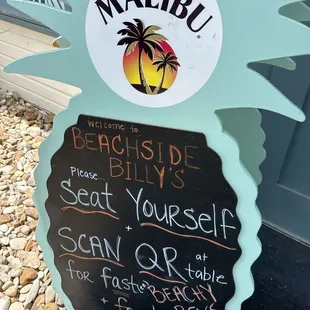 MALIBU
Welcome to
BEACHSIDE
BILLY'S
Please...
Seat Yourself
+
SCAN QR at
table
for faster
BEACHY
+